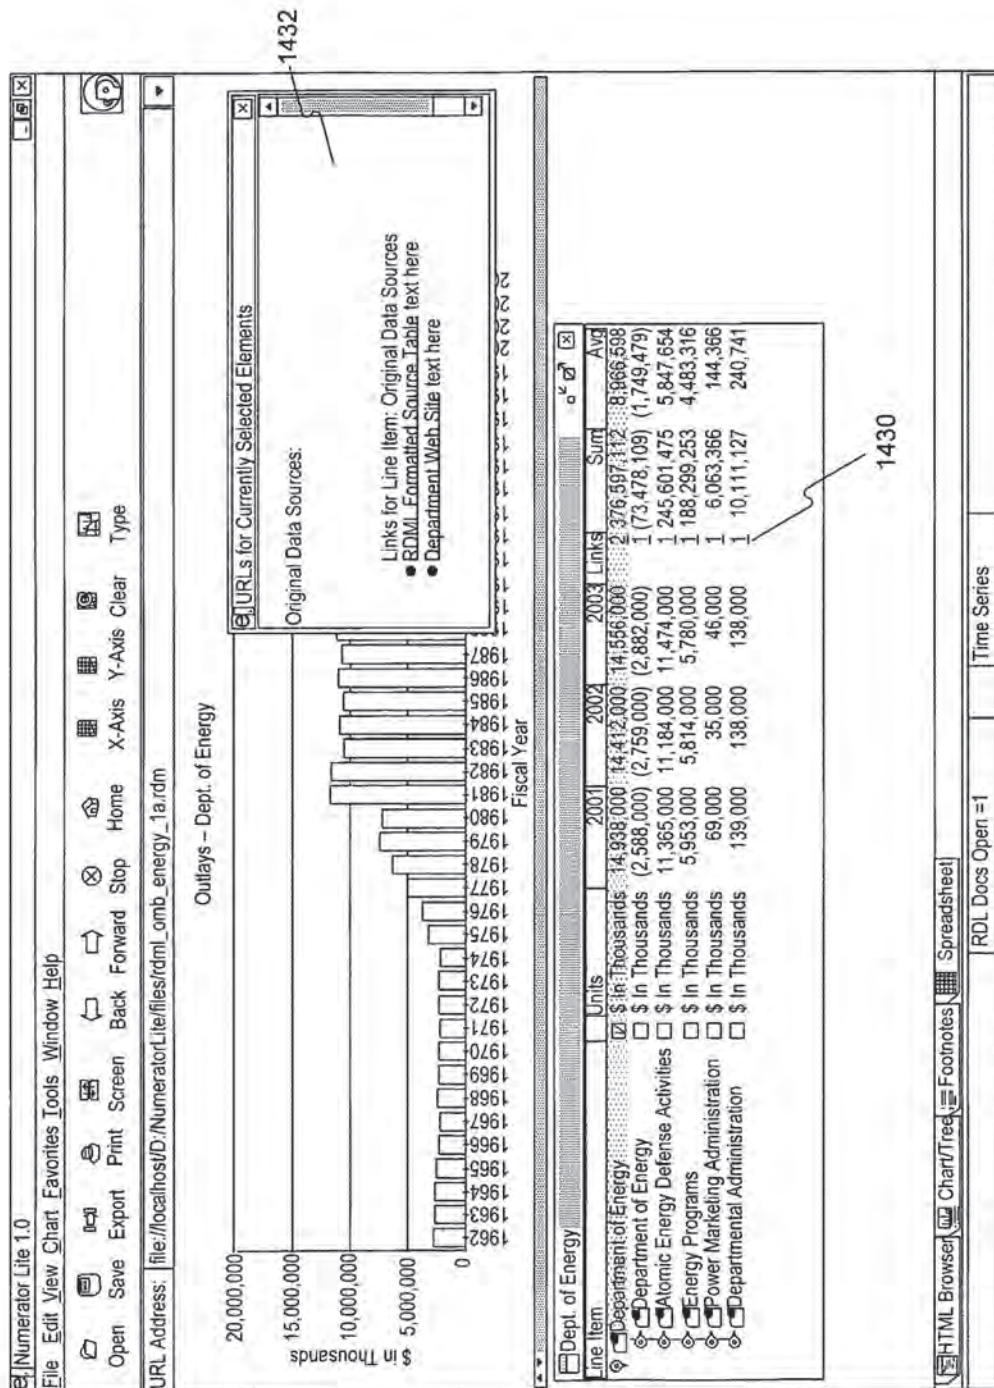 Numerator Lite 1.0
File Edit View Chart Favorites Tools Window Help
Open Save Export Print Screen Back Forward Stop Home X-Axis Y-Axis Clear Type
URL Address: file://localhost/D:/NumeratorLite/files/rdml_omb_energy_1a.rdm
Outlays – Dept. of Energy
$ in Thousands
20,000,000
15,000,000
10,000,000
5,000,000
0
1962 1963 1964 1965 1966 1967 1968 1969 1970 1971 1972 1973 1974 1975 1976 1977 1978 1979 1980 1981 1982 1983 1984 1985 1986 1987
Fiscal Year
URLs for Currently Selected Elements
Original Data Sources:
Links for Line Item: Original Data Sources
• RDML Formatted Source Table text here
• Department Web Site text here
1432
Dept. of Energy
Line Item Units 2001 2002 2003 Links Sum Avg
Department of Energy $ In Thousands 14,938,000 14,412,000 14,556,000 2 376,597,112 8,966,598
Department of Energy $ In Thousands (2,588,000) (2,759,000) (2,882,000) 1 (73,478,109) (1,749,479)
Atomic Energy Defense Activities $ In Thousands 11,365,000 11,184,000 11,474,000 1 245,601,475 5,847,654
Energy Programs $ In Thousands 5,953,000 5,814,000 5,780,000 1 188,299,253 4,483,316
Power Marketing Administration $ In Thousands 69,000 35,000 46,000 1 6,063,366 144,366
Departmental Administration $ In Thousands 139,000 138,000 138,000 1 10,111,127 240,741
1430
HTML Browser Chart/Tree Footnotes Spreadsheet
RDL Docs Open =1 Time Series